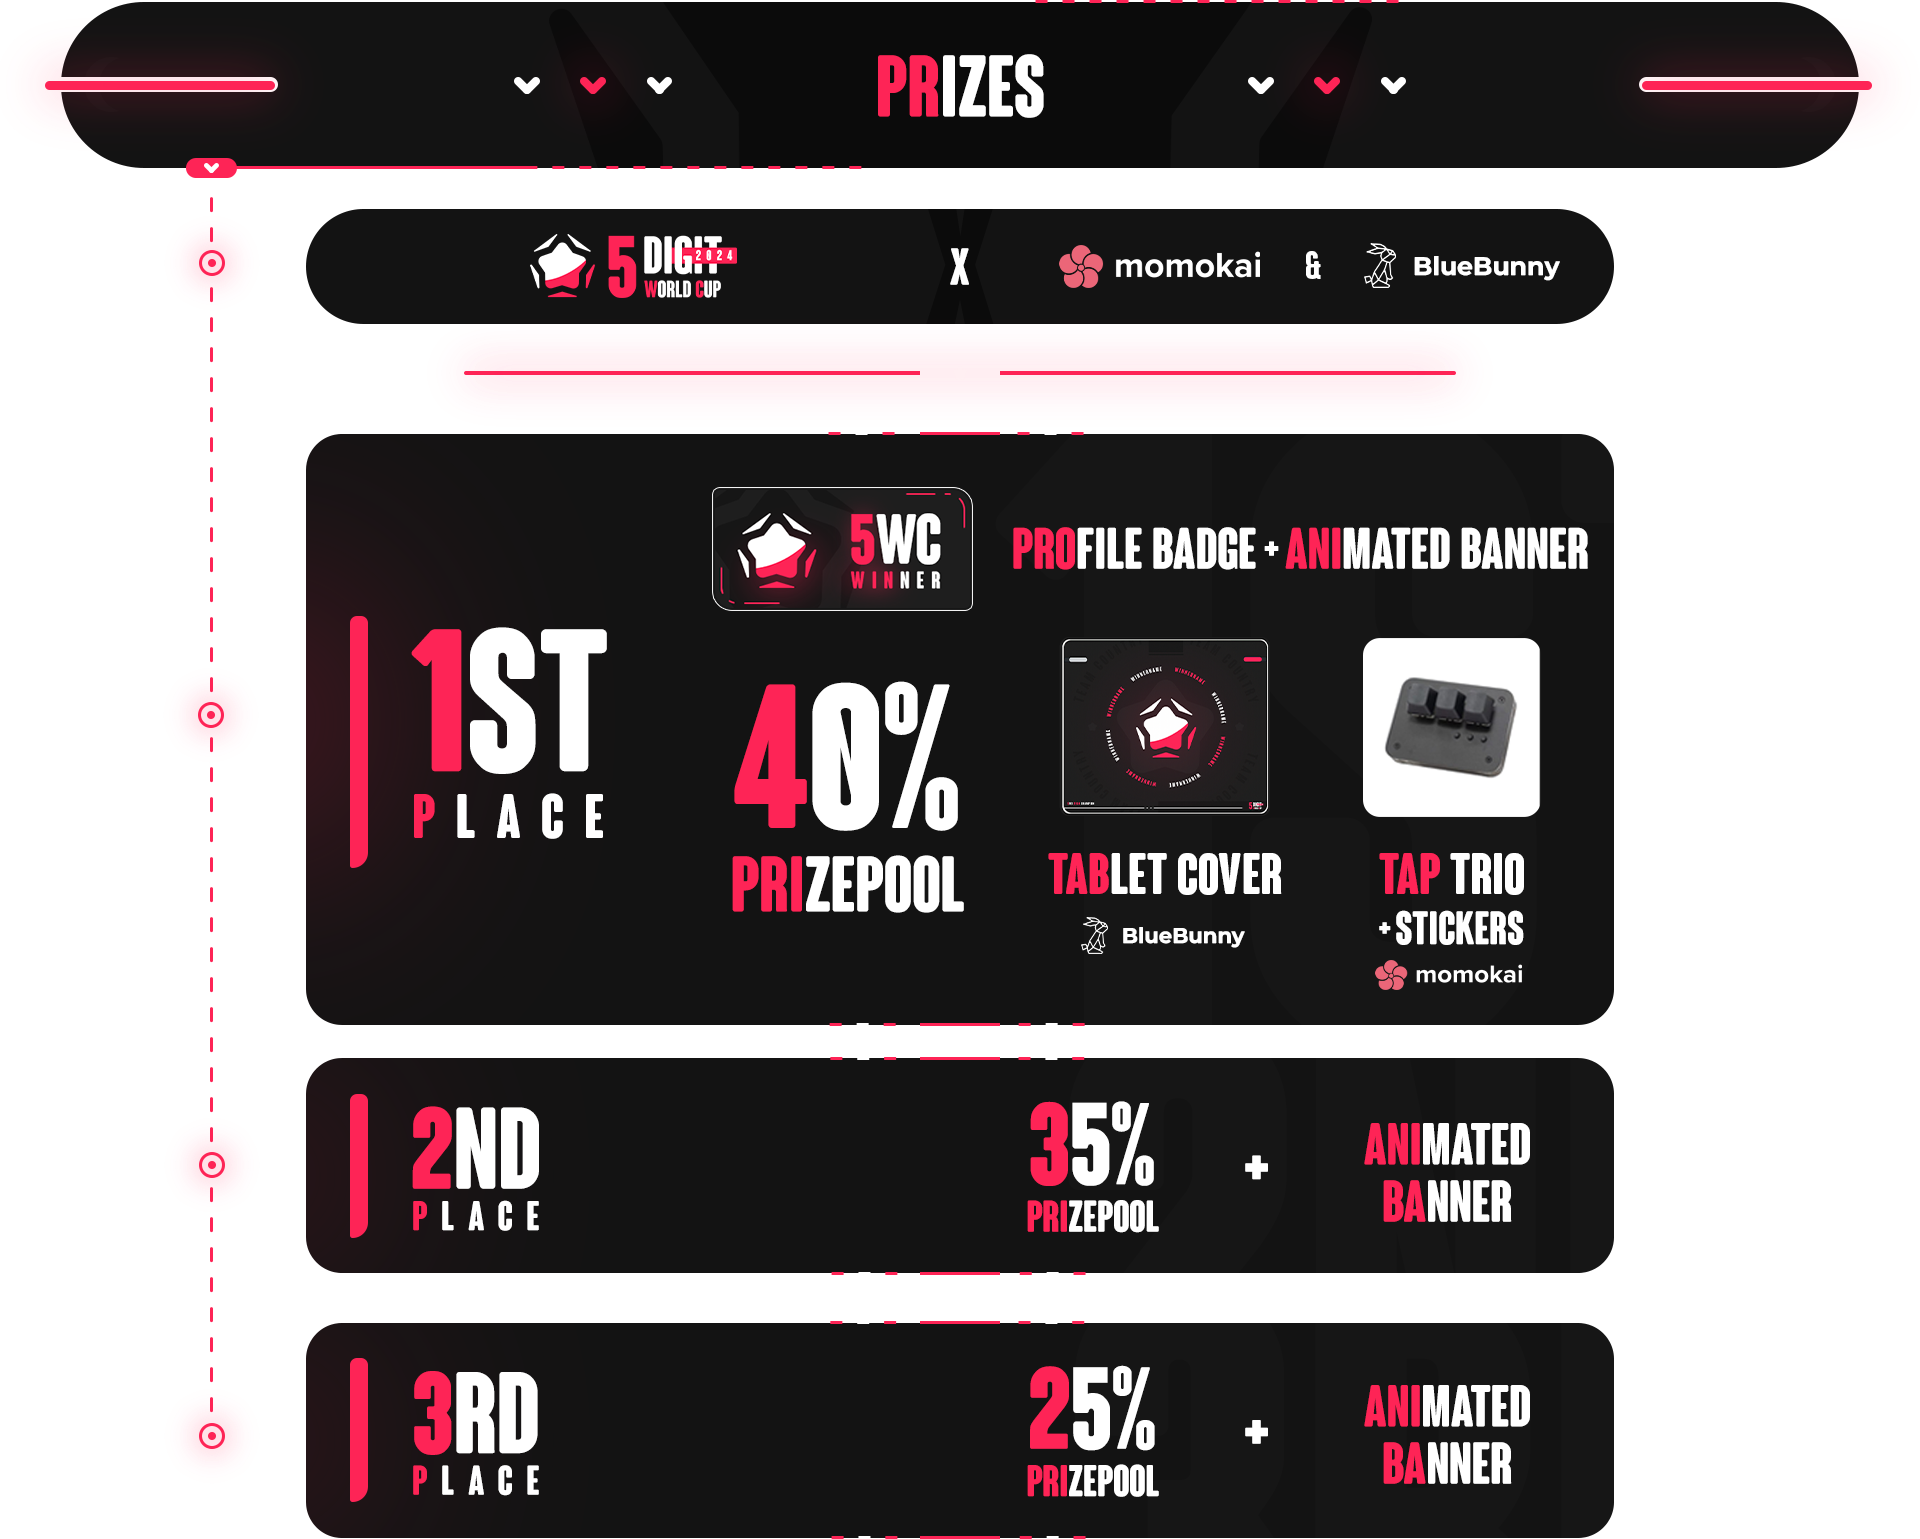 PRIZES
5 DIGIT 2024
WORLD CUP
X
momokai & BlueBunny
5WC
WINNER
PROFILE BADGE + ANIMATED BANNER
1ST
PLACE
40%
PRIZEPOOL
TABLET COVER
BlueBunny
TAP TRIO
+ STICKERS
momokai
2ND
PLACE
35%
PRIZEPOOL
+
ANIMATED
BANNER
3RD
PLACE
25%
PRIZEPOOL
+
ANIMATED
BANNER